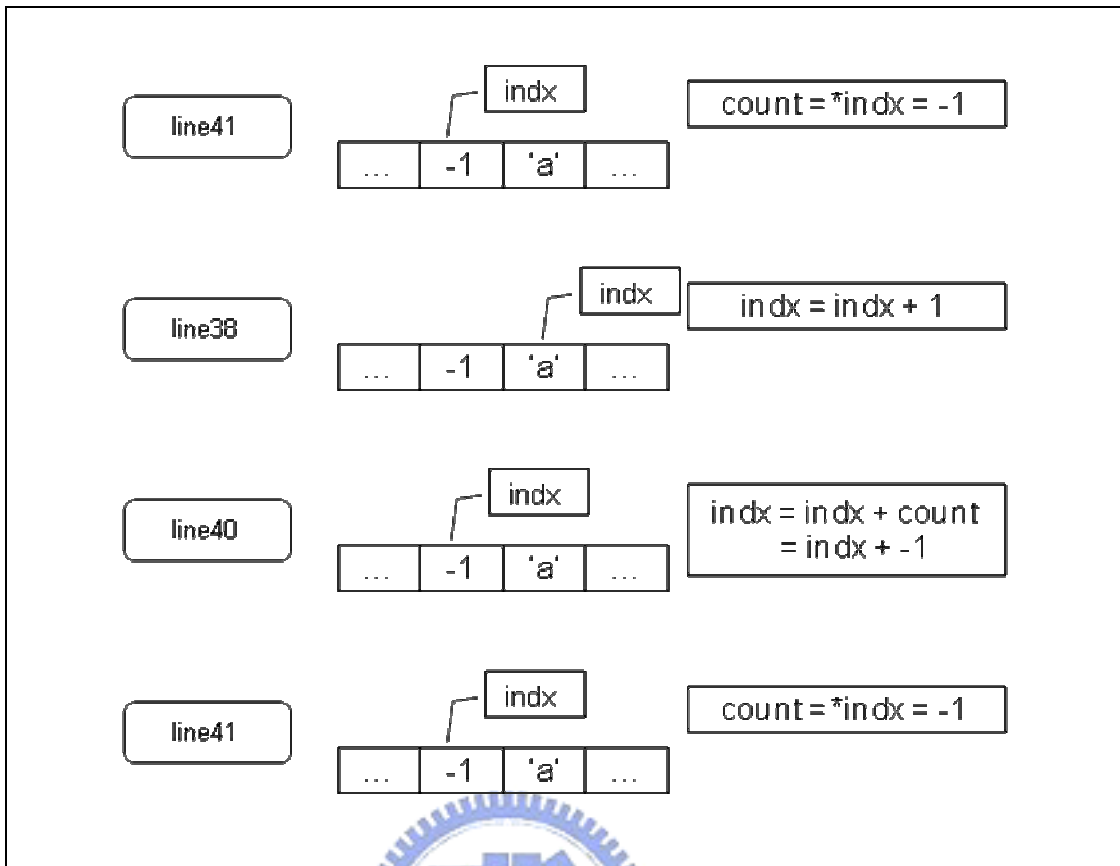 indx
line41
count = *indx = -1
... -1 'a' ...
indx
line38
indx = indx + 1
... -1 'a' ...
indx
line40
indx = indx + count
= indx + -1
... -1 'a' ...
indx
line41
count = *indx = -1
... -1 'a' ...